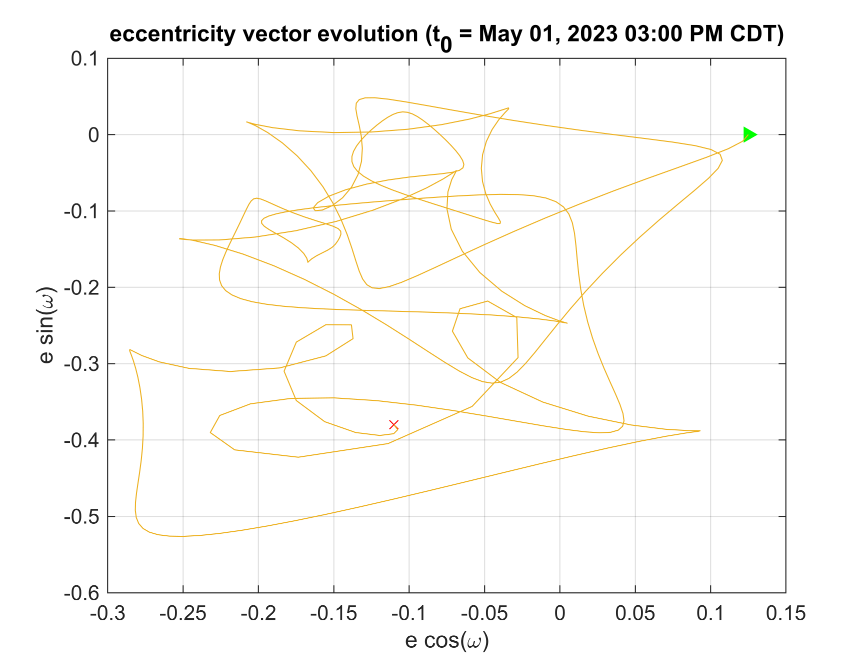 eccentricity vector evolution (t0 = May 01, 2023 03:00 PM CDT)
0.1
0
-0.1
-0.2
-0.3
-0.4
-0.5
-0.6
e sin(ω)
-0.3 -0.25 -0.2 -0.15 -0.1 -0.05 0 0.05 0.1 0.15
e cos(ω)